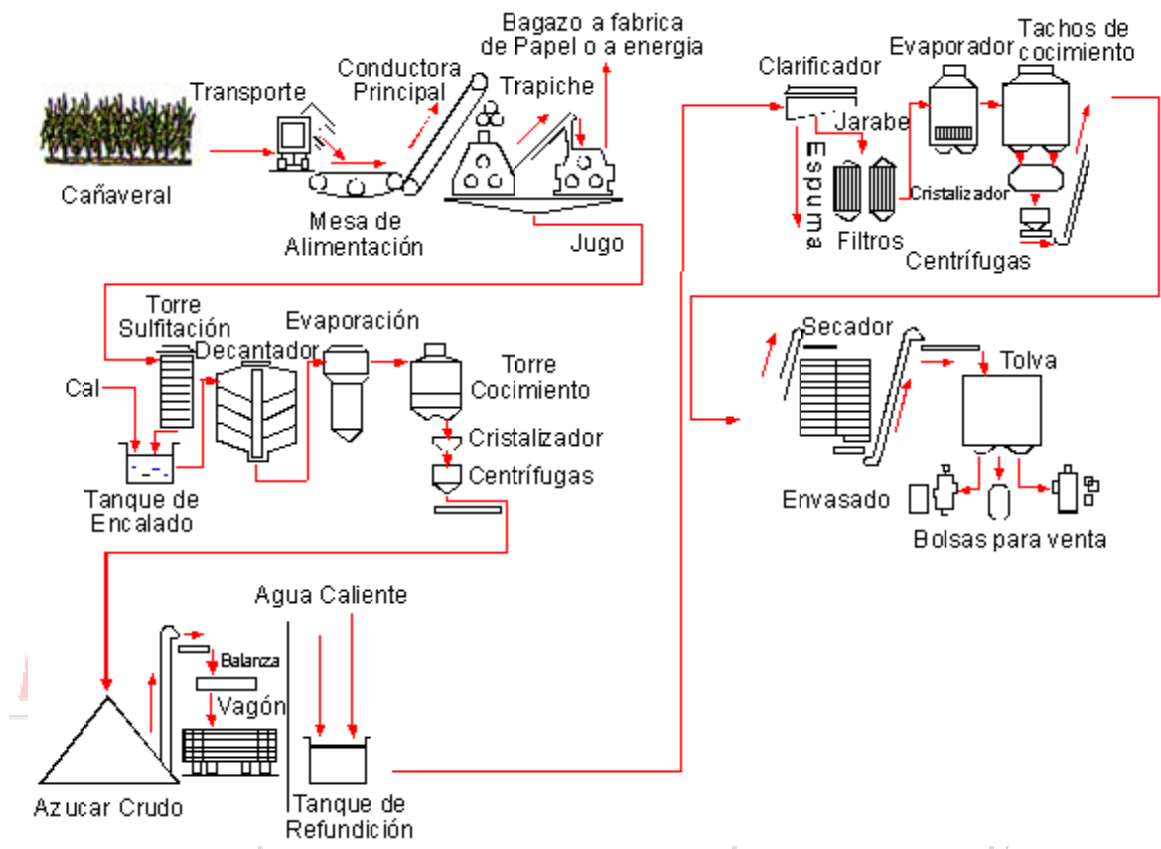 Bagazo a fabrica
de Papel o a energia
Conductora
Principal
Transporte
Trapiche
Cañaveral
Mesa de
Alimentación
Jugo
Torre
Sulfitación
Decantador
Evaporación
Torre
Cocimiento
Cal
Cristalizador
Centrífugas
Tanque de
Encalado
Agua Caliente
Balanza
Vagón
Azucar Crudo
Tanque de
Refundición
Tachos de
cocimiento
Evaporador
Clarificador
Jarabe
Espuma
Cristalizador
Filtros
Centrífugas
Secador
Tolva
Envasado
Bolsas para venta